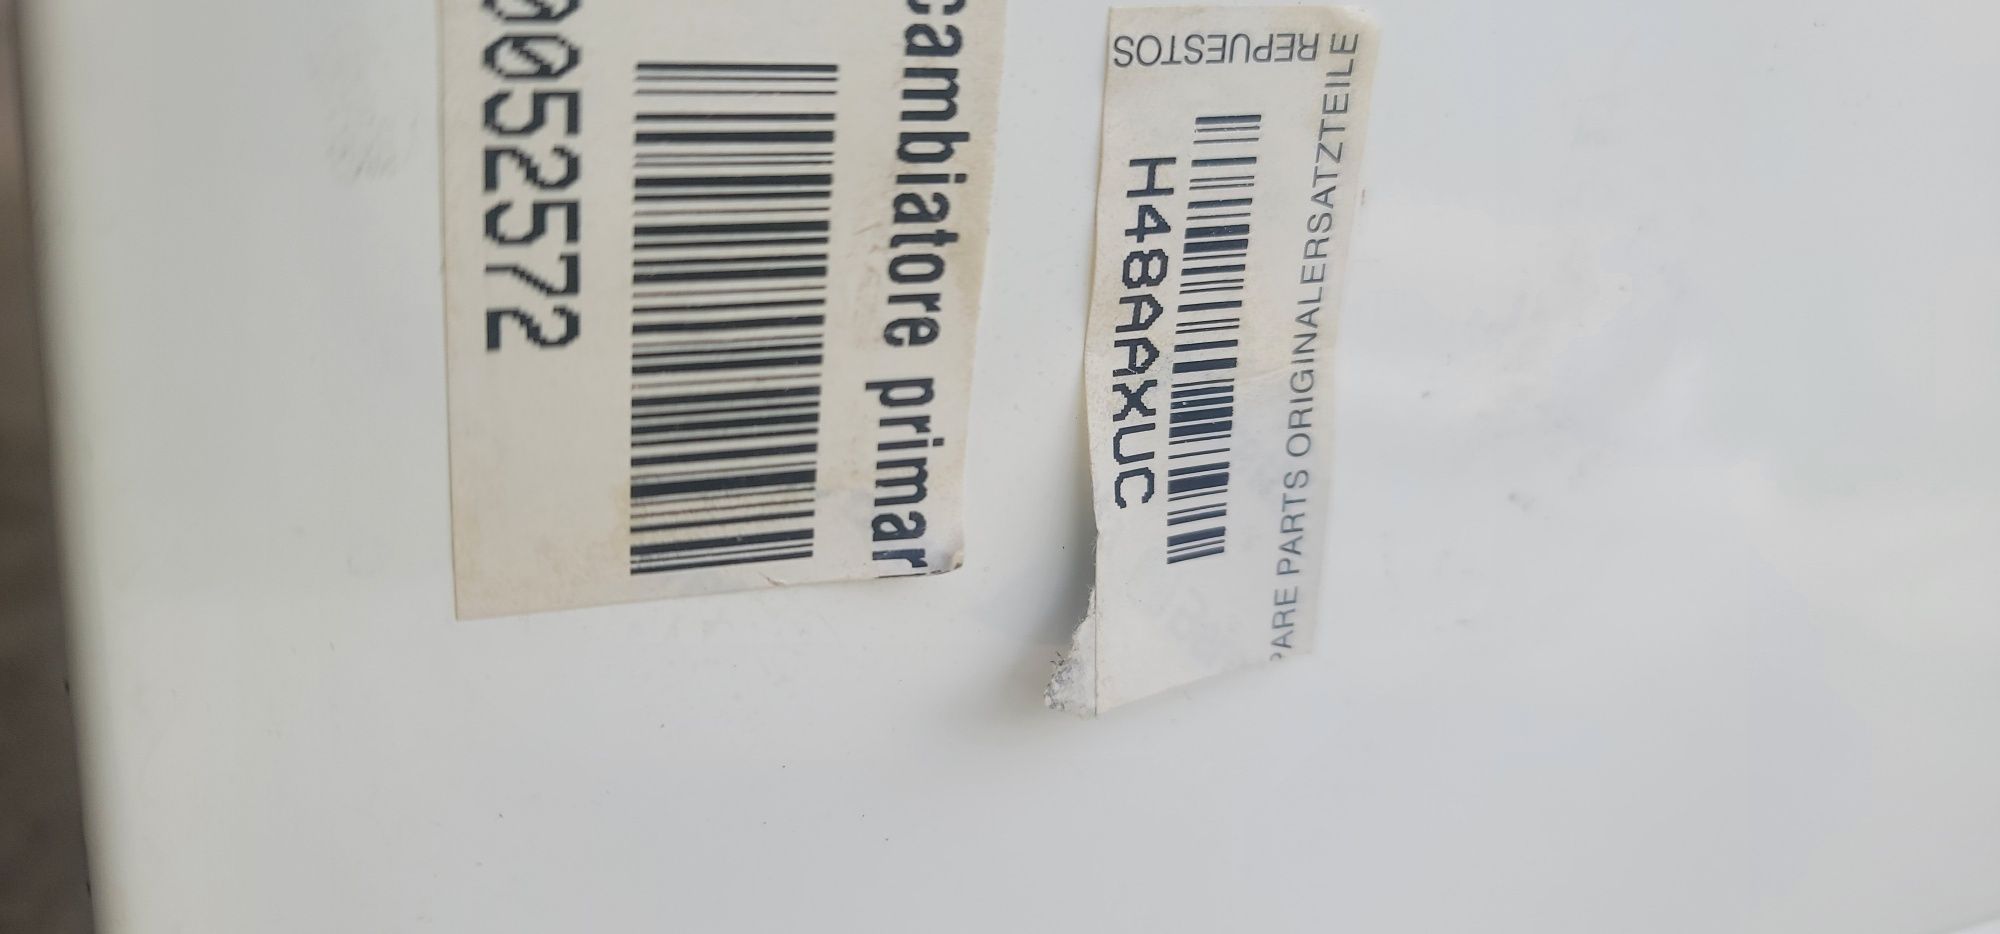 REPUESTOS
PARE PARTS ORIGINALERSATZTEILE
H48AAXUC
cambiatore primar
0052572